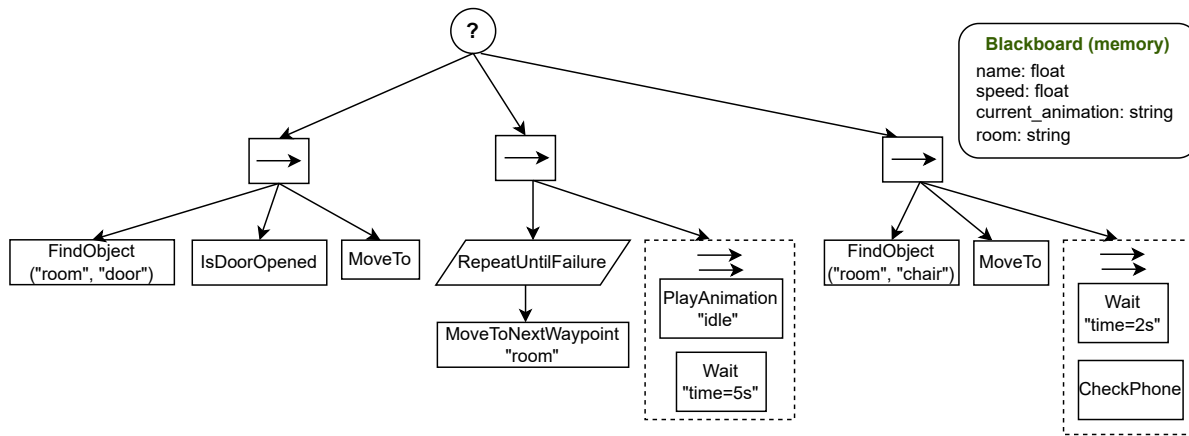 ?
Blackboard (memory)
name: float
speed: float
current_animation: string
room: string
FindObject
("room", "door")
IsDoorOpened
MoveTo
RepeatUntilFailure
MoveToNextWaypoint
"room"
PlayAnimation
"idle"
Wait
"time=5s"
FindObject
("room", "chair")
MoveTo
Wait
"time=2s"
CheckPhone